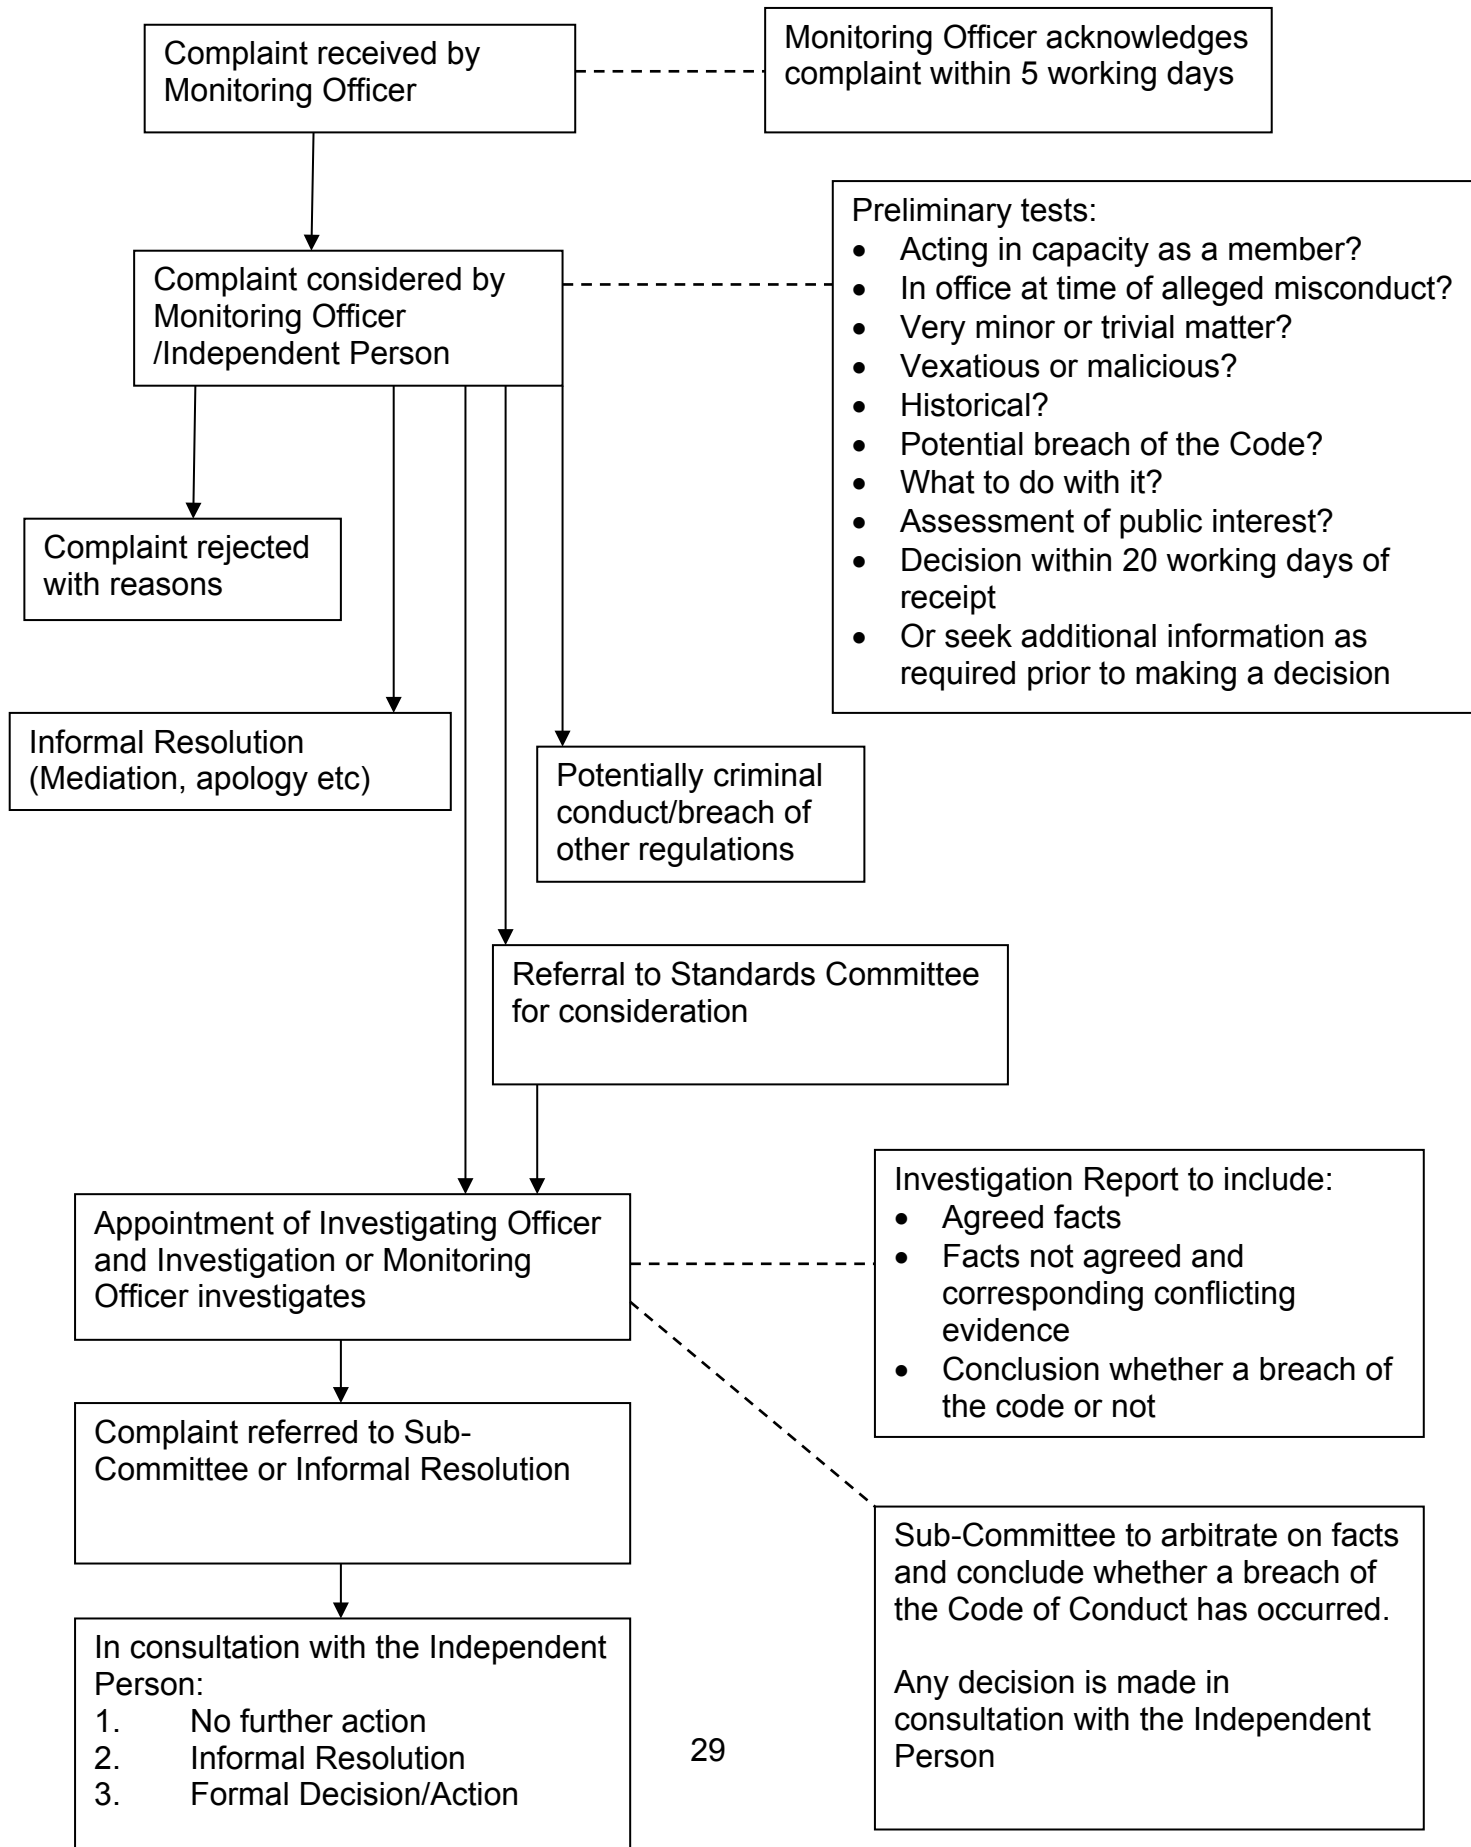 Complaint received by
Monitoring Officer
Monitoring Officer acknowledges
complaint within 5 working days
Complaint considered by
Monitoring Officer
/Independent Person
Preliminary tests:
• Acting in capacity as a member?
• In office at time of alleged misconduct?
• Very minor or trivial matter?
• Vexatious or malicious?
• Historical?
• Potential breach of the Code?
• What to do with it?
• Assessment of public interest?
• Decision within 20 working days of
receipt
• Or seek additional information as
required prior to making a decision
Complaint rejected
with reasons
Informal Resolution
(Mediation, apology etc)
Potentially criminal
conduct/breach of
other regulations
Referral to Standards Committee
for consideration
Appointment of Investigating Officer
and Investigation or Monitoring
Officer investigates
Investigation Report to include:
• Agreed facts
• Facts not agreed and
corresponding conflicting
evidence
• Conclusion whether a breach of
the code or not
Complaint referred to Sub-
Committee or Informal Resolution
Sub-Committee to arbitrate on facts
and conclude whether a breach of
the Code of Conduct has occurred.
Any decision is made in
consultation with the Independent
Person
In consultation with the Independent
Person:
1. No further action
2. Informal Resolution
3. Formal Decision/Action
29